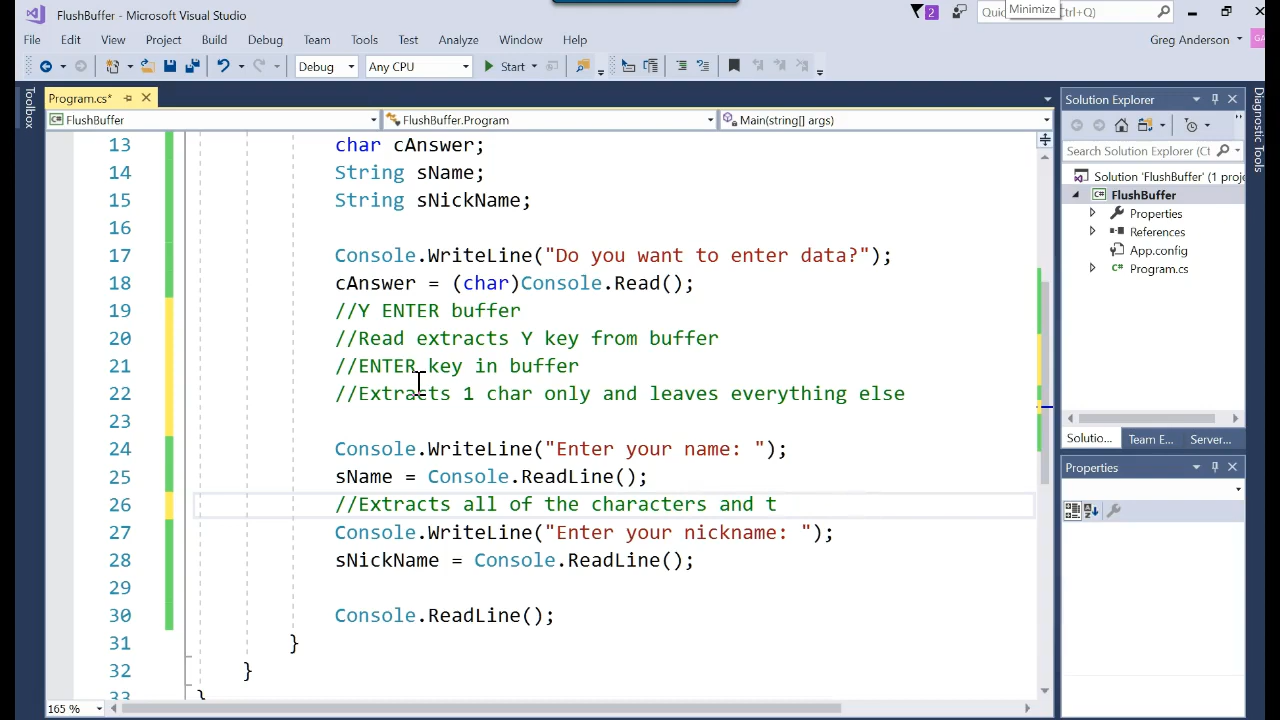 FlushBuffer - Microsoft Visual Studio
2
Minimize
Ctrl+Q)
File Edit View Project Build Debug Team Tools Test Analyze Window Help
Greg Anderson
GA
Debug Any CPU Start
Toolbox
Program.cs*
FlushBuffer FlushBuffer.Program Main(string[] args)
13 char cAnswer;
14 String sName;
15 String sNickName;
16
17 Console.WriteLine("Do you want to enter data?");
18 cAnswer = (char)Console.Read();
19 //Y ENTER buffer
20 //Read extracts Y key from buffer
21 //ENTER key in buffer
22 //Extracts 1 char only and leaves everything else
23
24 Console.WriteLine("Enter your name: ");
25 sName = Console.ReadLine();
26 //Extracts all of the characters and t
27 Console.WriteLine("Enter your nickname: ");
28 sNickName = Console.ReadLine();
29
30 Console.ReadLine();
31 }
32 }
33 }
165 %
Solution Explorer
Search Solution Explorer (Ct
Solution 'FlushBuffer' (1 proje
FlushBuffer
Properties
References
App.config
C# Program.cs
Solutio... Team E... Server...
Properties
Diagnostic Tools